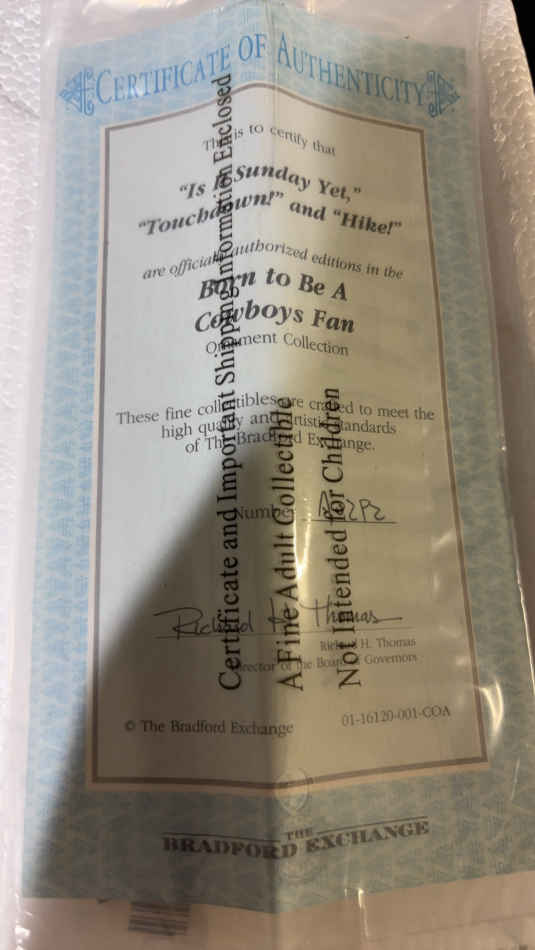 CERTIFICATE OF AUTHENTICITY
This is to certify that
"Is It Sunday Yet,"
"Touchdown!" and "Hike!"
are officially authorized editions in the
Born to Be A
Cowboys Fan
Ornament Collection
These fine collectibles are crafted to meet the
high quality and artistic standards
of The Bradford Exchange.
Number
Richard H. Thomas
Richard H. Thomas
Director of the Board of Governors
© The Bradford Exchange
01-16120-001-COA
THE
BRADFORD EXCHANGE
Certificate and Important Shipping Information Enclosed
A Fine Adult Collectible
Not Intended for Children